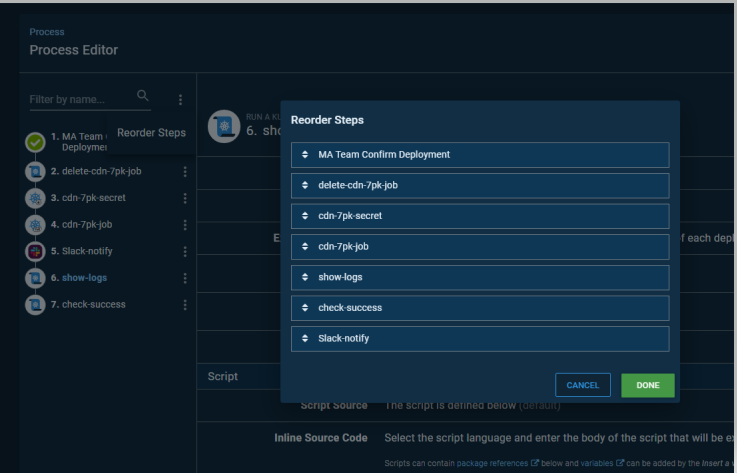 Process
Process Editor
Filter by name...
Reorder Steps
1. MA Team
Deployme
2. delete-cdn-7pk-job
3. cdn-7pk-secret
4. cdn-7pk-job
5. Slack-notify
6. show-logs
7. check-success
RUN A KU
6. sho
Reorder Steps
MA Team Confirm Deployment
delete-cdn-7pk-job
cdn-7pk-secret
cdn-7pk-job
show-logs
check-success
Slack-notify
CANCEL
DONE
E
f each depl
Script
Script Source The script is defined below (default)
Inline Source Code Select the script language and enter the body of the script that will be ex
Scripts can contain package references below and variables can be added by the Insert a